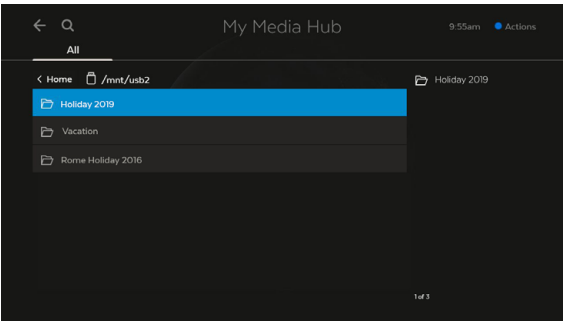 My Media Hub
9:55am Actions
All
< Home /mnt/usb2
Holiday 2019
Holiday 2019
Vacation
Rome Holiday 2016
1 of 3